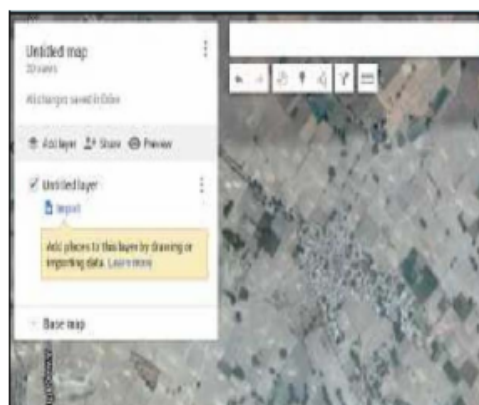 Untitled map
All changes saved in Drive
Add layer Share Preview
Untitled layer
Import
Add places to this layer by drawing or
importing data. Learn more
Base map